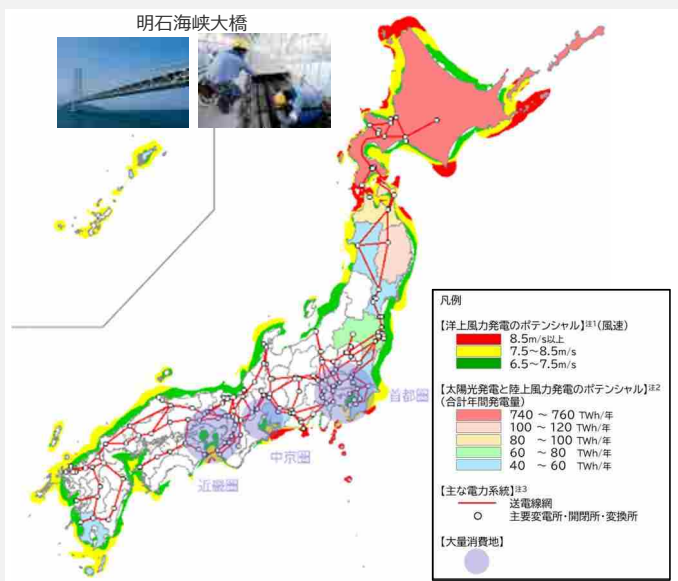 明石海峡大橋
首都圏
中京圏
近畿圏
凡例
【洋上風力発電のポテンシャル】注1(風速)
8.5m/s以上
7.5～8.5m/s
6.5～7.5m/s
【太陽光発電と陸上風力発電のポテンシャル】注2
(合計年間発電量)
740 ～ 760 TWh/年
100 ～ 120 TWh/年
80 ～ 100 TWh/年
60 ～ 80 TWh/年
40 ～ 60 TWh/年
【主な電力系統】注3
送電線網
主要変電所・開閉所・変換所
【大量消費地】